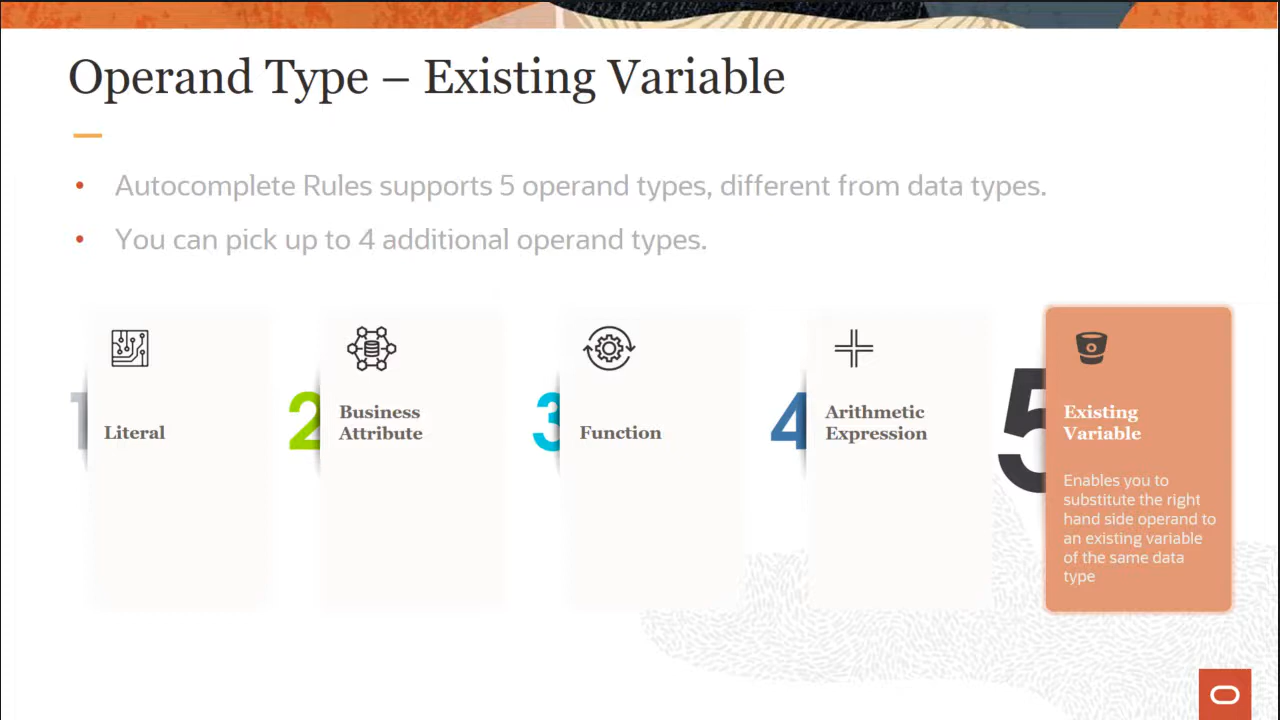 Operand Type – Existing Variable
• Autocomplete Rules supports 5 operand types, different from data types.
• You can pick up to 4 additional operand types.
1
Literal
2
Business
Attribute
3
Function
4
Arithmetic
Expression
5
Existing
Variable
Enables you to
substitute the right
hand side operand to
an existing variable
of the same data
type